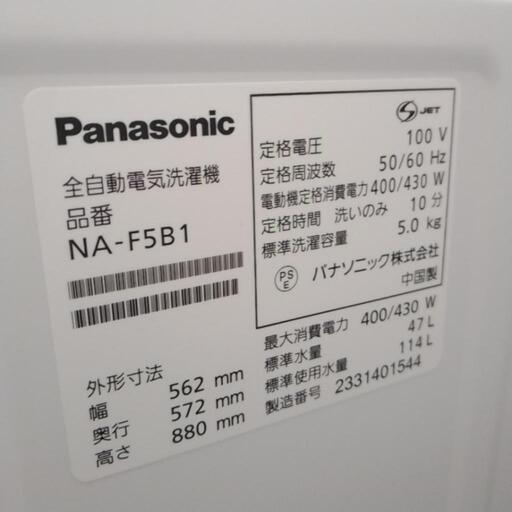 Panasonic
全自動電気洗濯機
品番
NA-F5B1
外形寸法
幅 562 mm
奥行 572 mm
高さ 880 mm
JET
定格電圧 100 V
定格周波数 50/60 Hz
電動機定格消費電力 400/430 W
定格時間 洗いのみ 10 分
標準洗濯容量 5.0 kg
PS
E
パナソニック株式会社
中国製
最大消費電力 400/430 W
標準水量 47 L
標準使用水量 114 L
製造番号 2331401544